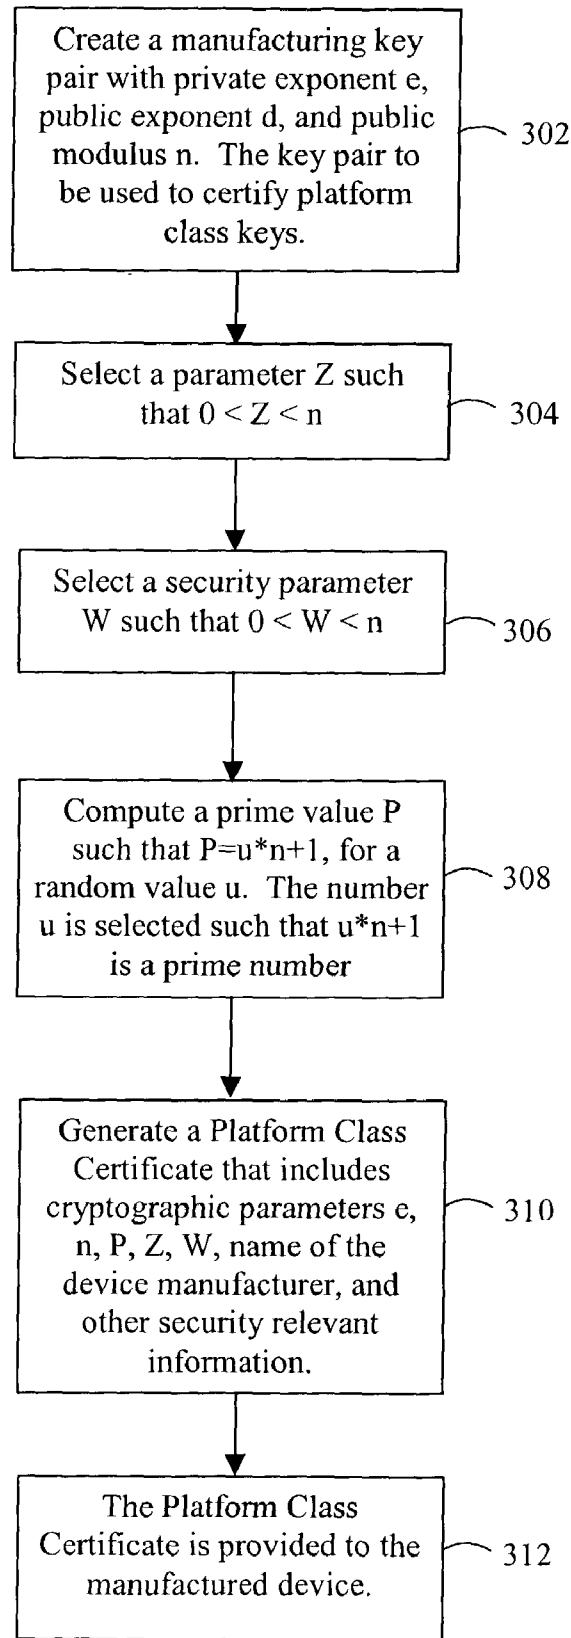 Create a manufacturing key
pair with private exponent e,
public exponent d, and public
modulus n. The key pair to
be used to certify platform
class keys.
302
Select a parameter Z such
that 0 < Z < n
304
Select a security parameter
W such that 0 < W < n
306
Compute a prime value P
such that P=u*n+1, for a
random value u. The number
u is selected such that u*n+1
is a prime number
308
Generate a Platform Class
Certificate that includes
cryptographic parameters e,
n, P, Z, W, name of the
device manufacturer, and
other security relevant
information.
310
The Platform Class
Certificate is provided to the
manufactured device.
312